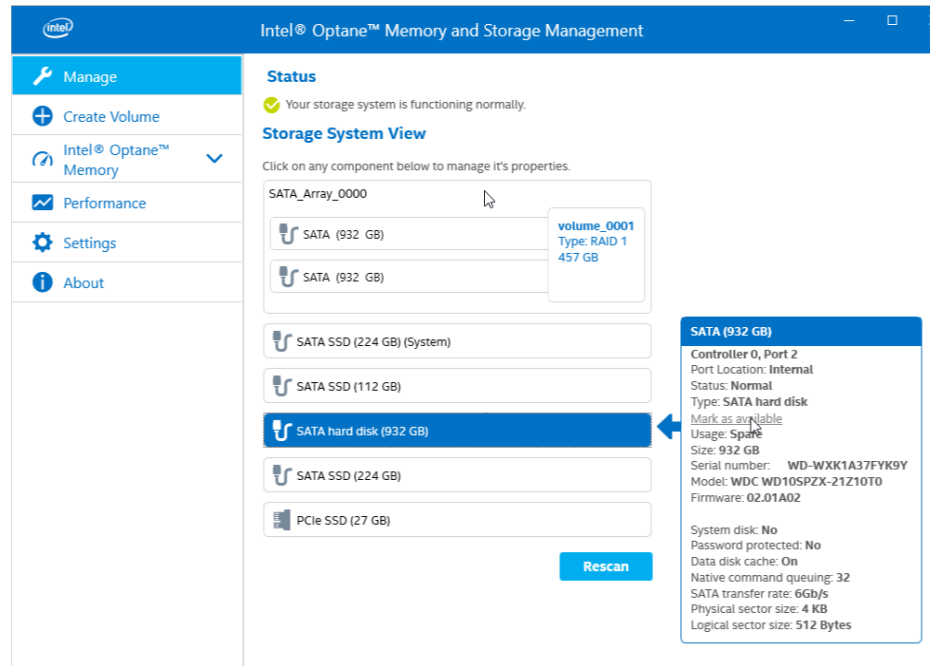 intel
Intel® Optane™ Memory and Storage Management
Manage
Create Volume
Intel® Optane™
Memory
Performance
Settings
About
Status
Your storage system is functioning normally.
Storage System View
Click on any component below to manage it's properties.
SATA_Array_0000
SATA (932 GB)
SATA (932 GB)
volume_0001
Type: RAID 1
457 GB
SATA SSD (224 GB) (System)
SATA SSD (112 GB)
SATA hard disk (932 GB)
SATA SSD (224 GB)
PCIe SSD (27 GB)
Rescan
SATA (932 GB)
Controller 0, Port 2
Port Location: Internal
Status: Normal
Type: SATA hard disk
Mark as available
Usage: Spare
Size: 932 GB
Serial number: WD-WXK1A37FYK9Y
Model: WDC WD10SPZX-21Z10T0
Firmware: 02.01A02
System disk: No
Password protected: No
Data disk cache: On
Native command queuing: 32
SATA transfer rate: 6Gb/s
Physical sector size: 4 KB
Logical sector size: 512 Bytes